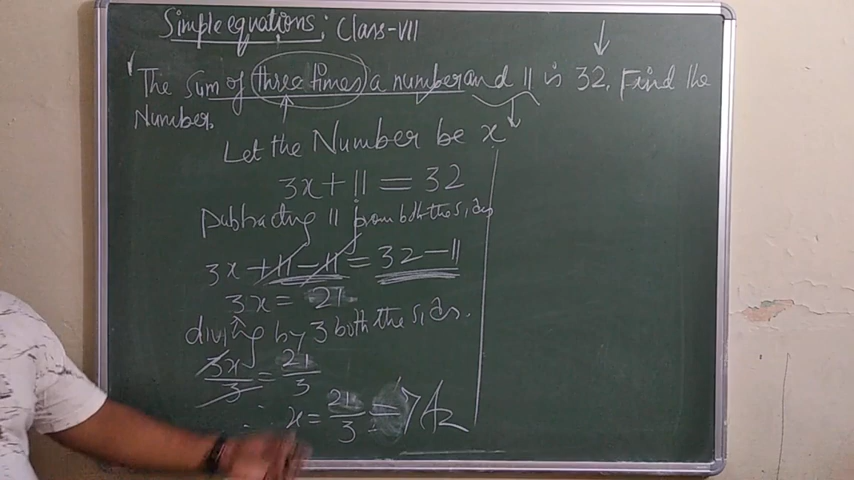 Simple equations: Class-VII
The Sum of three times a number and 11 is 32. Find the
Number.
Let the Number be x
3x + 11 = 32
Subtracting 11 from both the sides
3x + 11 - 11 = 32 - 11
3x = 21
dividing by 3 both the sides.
3x/3 = 21/3
∴ x = 21/3 = 7